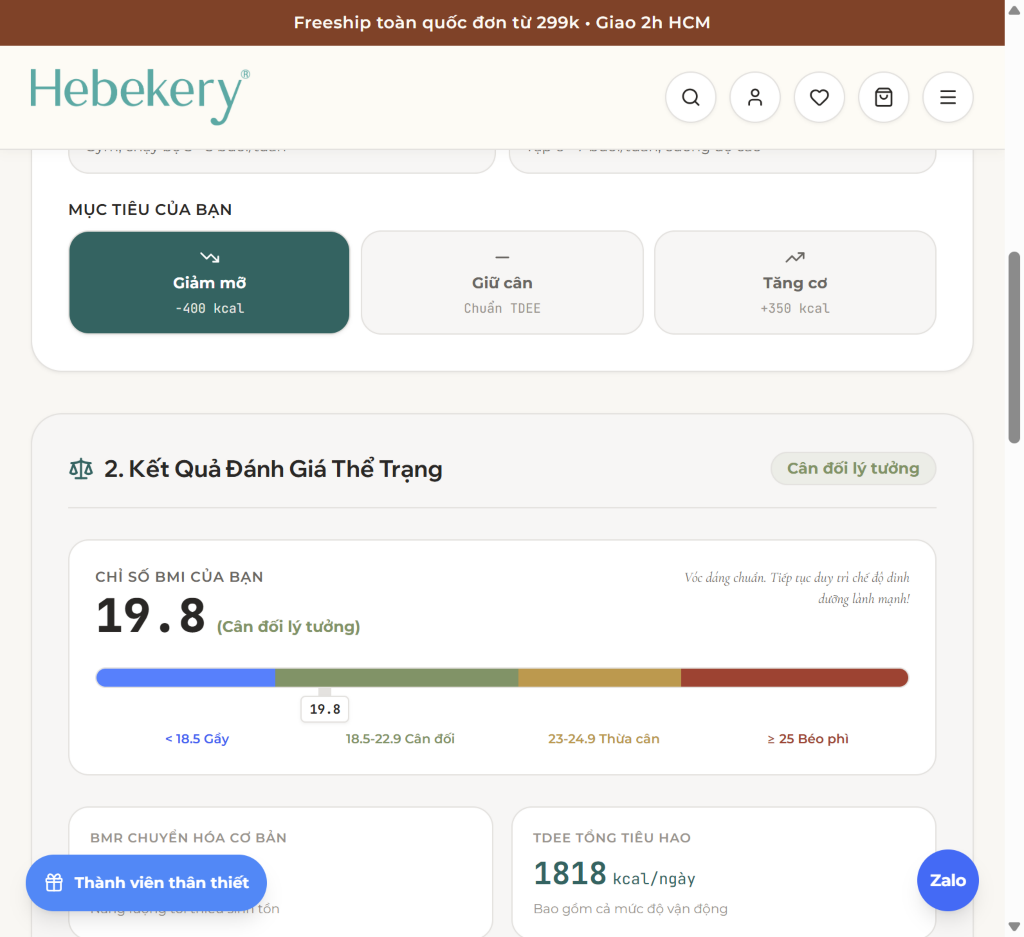 Freeship toàn quốc đơn từ 299k • Giao 2h HCM
Hebekery®
MỤC TIÊU CỦA BẠN
Giảm mỡ
-400 kcal
Giữ cân
Chuẩn TDEE
Tăng cơ
+350 kcal
2. Kết Quả Đánh Giá Thể Trạng
Cân đối lý tưởng
CHỈ SỐ BMI CỦA BẠN
19.8 (Cân đối lý tưởng)
Vóc dáng chuẩn. Tiếp tục duy trì chế độ dinh
dưỡng lành mạnh!
19.8
< 18.5 Gầy
18.5-22.9 Cân đối
23-24.9 Thừa cân
≥ 25 Béo phì
BMR CHUYỂN HÓA CƠ BẢN
TDEE TỔNG TIÊU HAO
1818 kcal/ngày
Bao gồm cả mức độ vận động
Thành viên thân thiết
Zalo